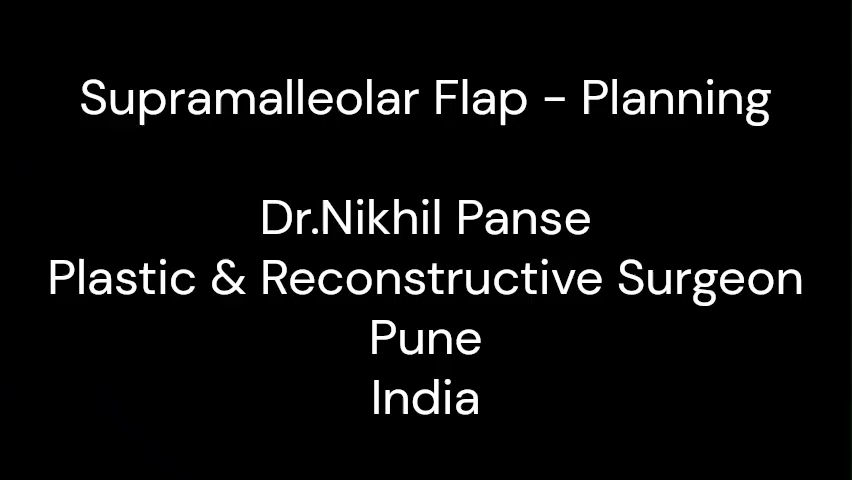 Supramalleolar Flap - Planning
Dr.Nikhil Panse
Plastic & Reconstructive Surgeon
Pune
India